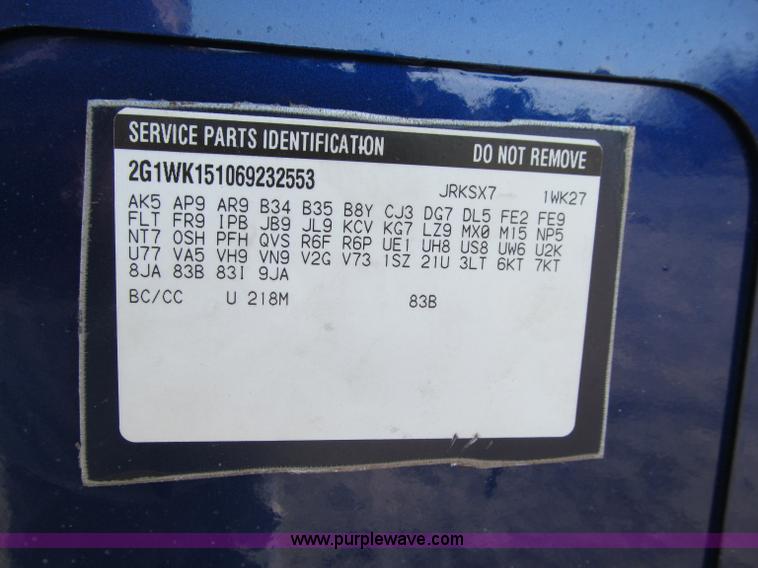 SERVICE PARTS IDENTIFICATION DO NOT REMOVE
2G1WK151069232553 JRKSX7 1WK27
AK5 AP9 AR9 B34 B35 B8Y CJ3 DG7 DL5 FE2 FE9
FLT FR9 IPB JB9 JL9 KCV KG7 LZ9 MX0 M15 NP5
NT7 OSH PFH QVS R6F R6P UE1 UH8 US8 UW6 U2K
U77 VA5 VH9 VN9 V2G V73 1SZ 21U 3LT 6KT 7KT
8JA 83B 83I 9JA
BC/CC U 218M 83B
www.purplewave.com